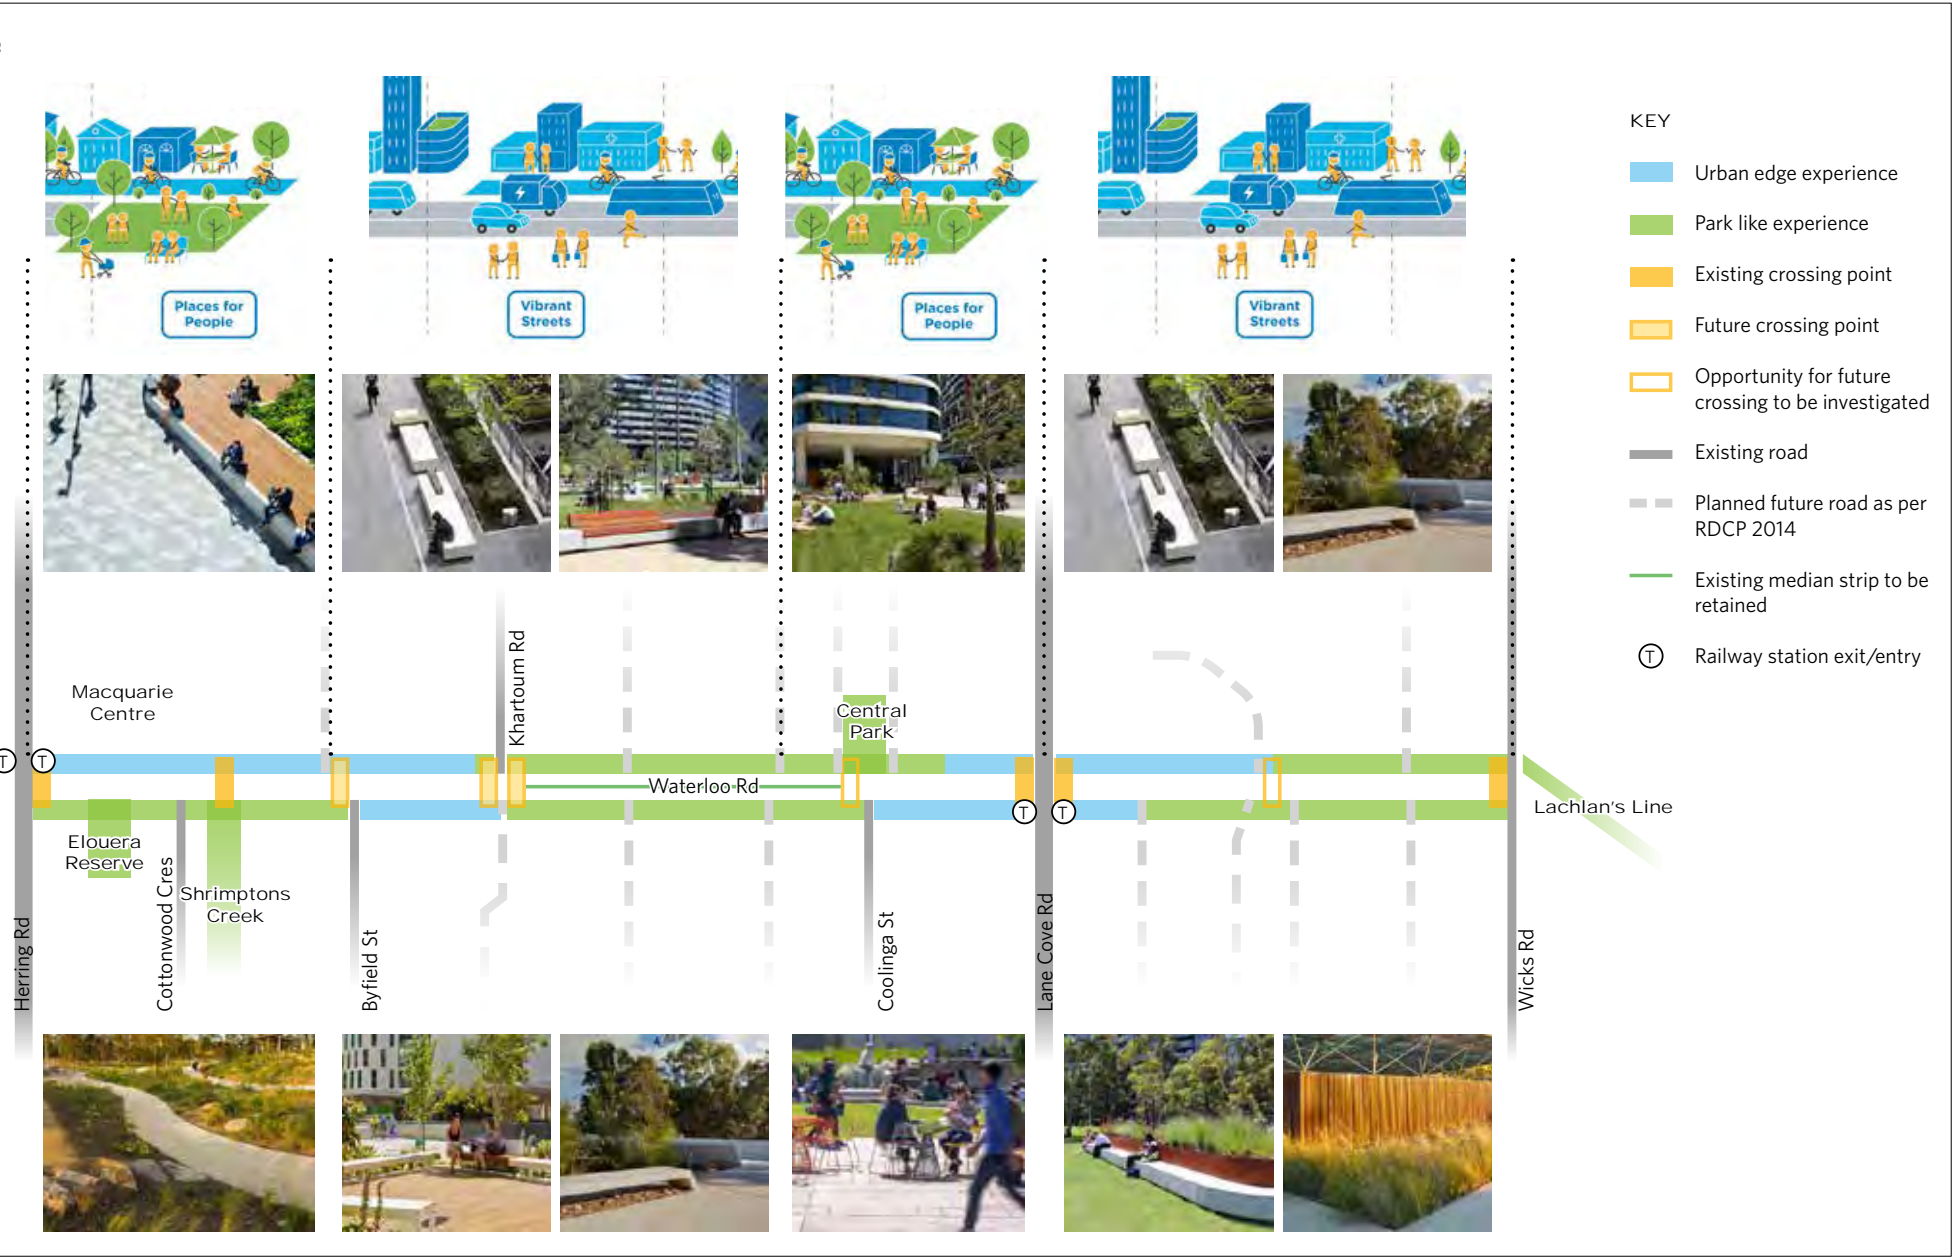 Places for
People
Vibrant
Streets
Places for
People
Vibrant
Streets
KEY
Urban edge experience
Park like experience
Existing crossing point
Future crossing point
Opportunity for future
crossing to be investigated
Existing road
Planned future road as per
RDCP 2014
Existing median strip to be
retained
T
Railway station exit/entry
Macquarie
Centre
Khartoum Rd
Central
Park
T
T
Waterloo Rd
T
T
Lachlan's Line
Elouera
Reserve
Shrimptons
Creek
Herring Rd
Cottonwood Cres
Byfield St
Coolinga St
Lane Cove Rd
Wicks Rd